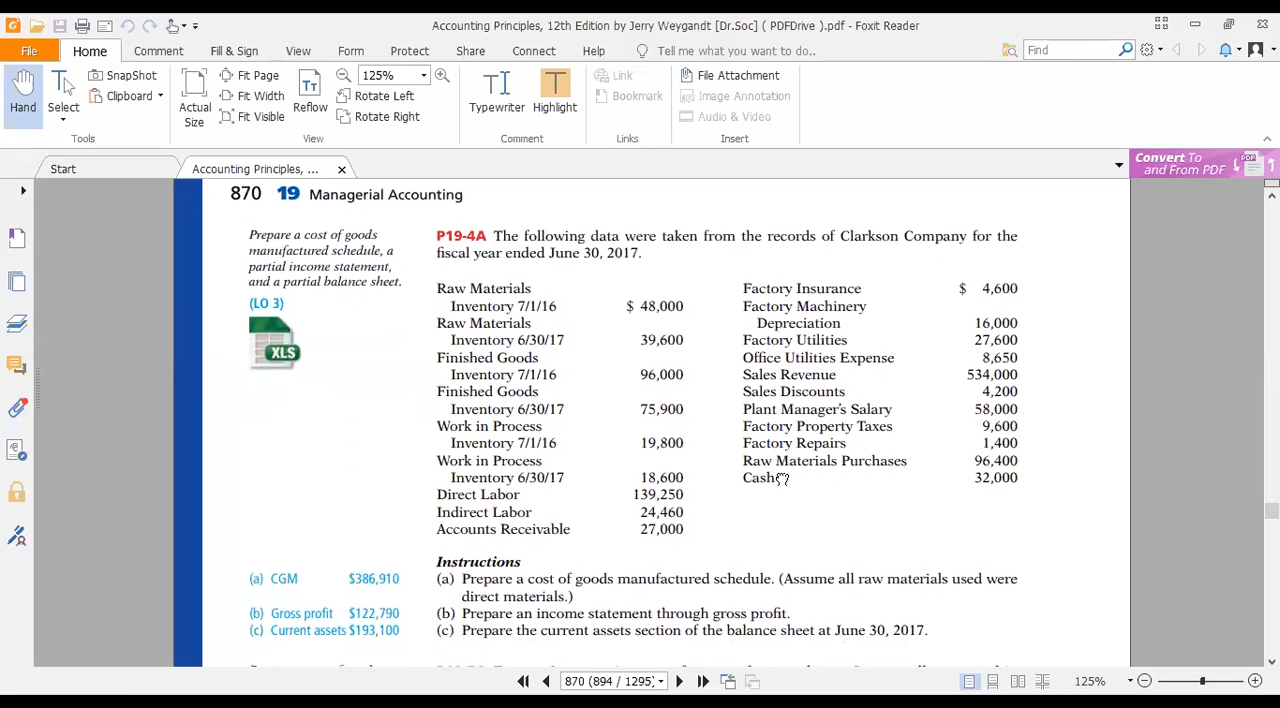 Accounting Principles, 12th Edition by Jerry Weygandt [Dr.Soc] ( PDFDrive ).pdf - Foxit Reader
File Home Comment Fill & Sign View Form Protect Share Connect Help Tell me what you want to do.. Find
Hand
Select
SnapShot
Clipboard
Tools
Actual Size
Fit Page
Fit Width
Fit Visible
Reflow
125%
Rotate Left
Rotate Right
View
Typewriter
Highlight
Comment
Link
Bookmark
Links
File Attachment
Image Annotation
Audio & Video
Insert
Start
Accounting Principles, ...
Convert To
and From PDF
PDF
870 19 Managerial Accounting
Prepare a cost of goods
manufactured schedule, a
partial income statement,
and a partial balance sheet.
(LO 3)
XLS
P19-4A The following data were taken from the records of Clarkson Company for the
fiscal year ended June 30, 2017.
Raw Materials
Inventory 7/1/16 $ 48,000
Raw Materials
Inventory 6/30/17 39,600
Finished Goods
Inventory 7/1/16 96,000
Finished Goods
Inventory 6/30/17 75,900
Work in Process
Inventory 7/1/16 19,800
Work in Process
Inventory 6/30/17 18,600
Direct Labor 139,250
Indirect Labor 24,460
Accounts Receivable 27,000
Factory Insurance $ 4,600
Factory Machinery
Depreciation 16,000
Factory Utilities 27,600
Office Utilities Expense 8,650
Sales Revenue 534,000
Sales Discounts 4,200
Plant Manager's Salary 58,000
Factory Property Taxes 9,600
Factory Repairs 1,400
Raw Materials Purchases 96,400
Cash 32,000
Instructions
(a) CGM $386,910
(a) Prepare a cost of goods manufactured schedule. (Assume all raw materials used were
direct materials.)
(b) Gross profit $122,790
(b) Prepare an income statement through gross profit.
(c) Current assets $193,100
(c) Prepare the current assets section of the balance sheet at June 30, 2017.
870 (894 / 1295)
125%